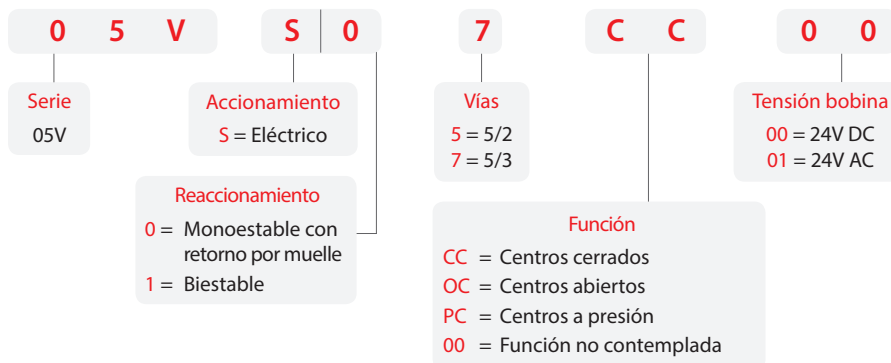 0 5 V S 0 7 C C 0 0
Serie
05V
Accionamiento
S = Eléctrico
Reaccionamiento
0 = Monoestable con
retorno por muelle
1 = Biestable
Vías
5 = 5/2
7 = 5/3
Función
CC = Centros cerrados
OC = Centros abiertos
PC = Centros a presión
00 = Función no contemplada
Tensión bobina
00 = 24V DC
01 = 24V AC